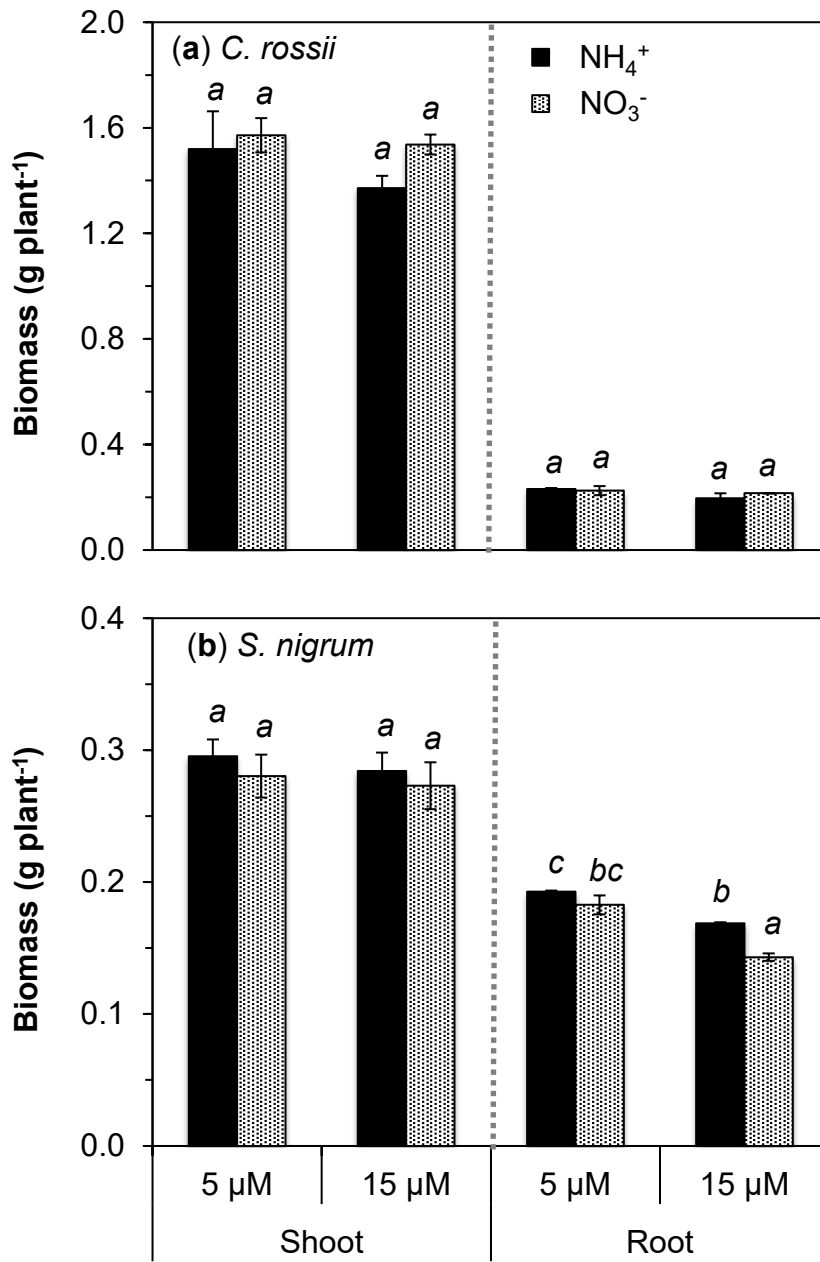 (a) C. rossii
NH₄⁺
NO₃⁻
Biomass (g plant⁻¹)
2.0
1.6
1.2
0.8
0.4
0.0
a a a a a a a a
(b) S. nigrum
Biomass (g plant⁻¹)
0.4
0.3
0.2
0.1
0.0
a a a a c bc b a
5 µM 15 µM 5 µM 15 µM
Shoot Root